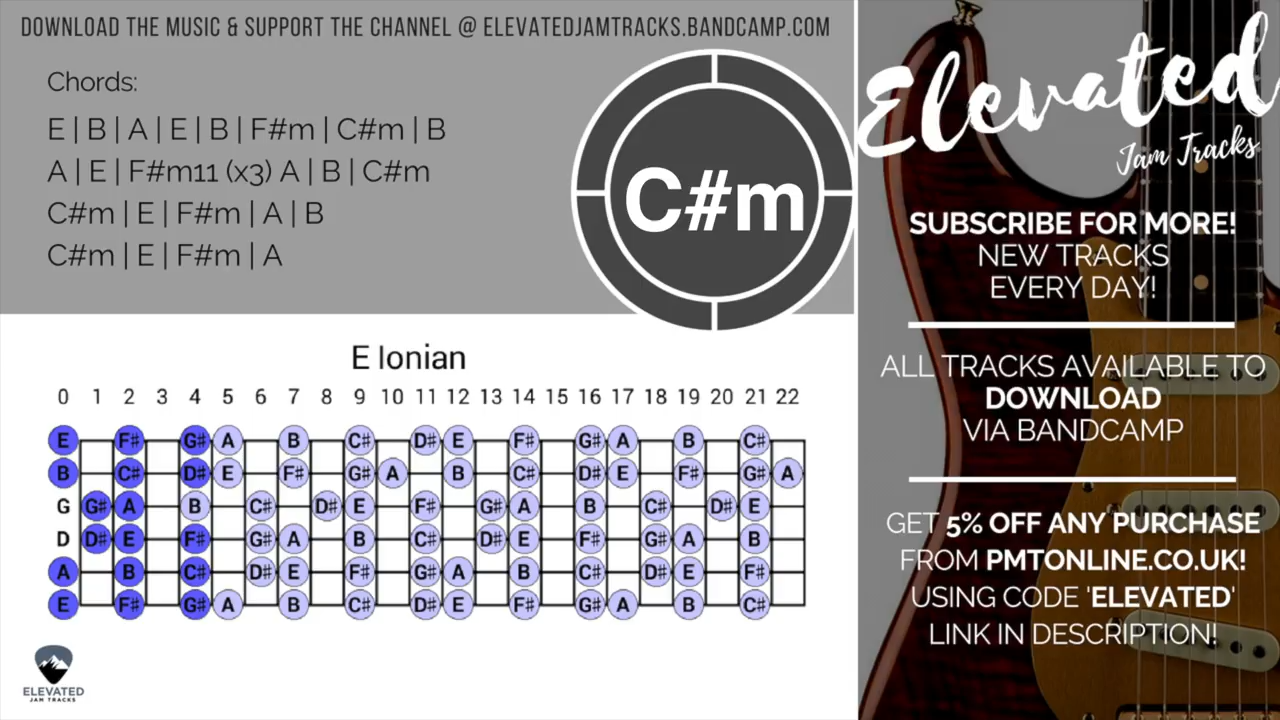 DOWNLOAD THE MUSIC & SUPPORT THE CHANNEL @ ELEVATEDJAMTRACKS.BANDCAMP.COM
Chords:
E | B | A | E | B | F#m | C#m | B
A | E | F#m11 (x3) A | B | C#m
C#m | E | F#m | A | B
C#m | E | F#m | A
C#m
E Ionian
0 1 2 3 4 5 6 7 8 9 10 11 12 13 14 15 16 17 18 19 20 21 22
E F# G# A B C# D# E F# G# A B C#
B C# D# E F# G# A B C# D# E F# G# A
G G# A B C# D# E F# G# A B C# D# E
D D# E F# G# A B C# D# E F# G# A B
A B C# D# E F# G# A B C# D# E F#
E F# G# A B C# D# E F# G# A B C#
ELEVATED
JAM TRACKS
Elevated
Jam Tracks
SUBSCRIBE FOR MORE!
NEW TRACKS
EVERY DAY!
ALL TRACKS AVAILABLE TO
DOWNLOAD
VIA BANDCAMP
GET 5% OFF ANY PURCHASE
FROM PMTONLINE.CO.UK!
USING CODE 'ELEVATED'
LINK IN DESCRIPTION!